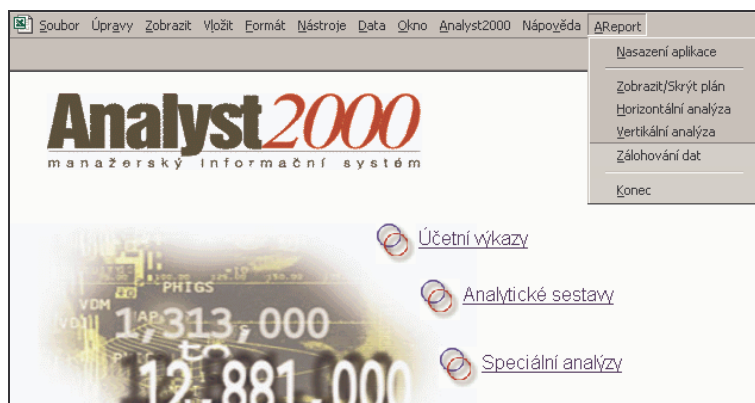 Soubor Úpravy Zobrazit Vložit Formát Nástroje Data Okno Analyst2000 Nápověda AReport
Nasazení aplikace
Zobrazit/Skrýt plán
Horizontální analýza
Vertikální analýza
Zálohování dat
Konec
Analyst2000
manažerský informační systém
Účetní výkazy
Analytické sestavy
Speciální analýzy
PHIGS
VDM
1,313,000
to
12,881,000